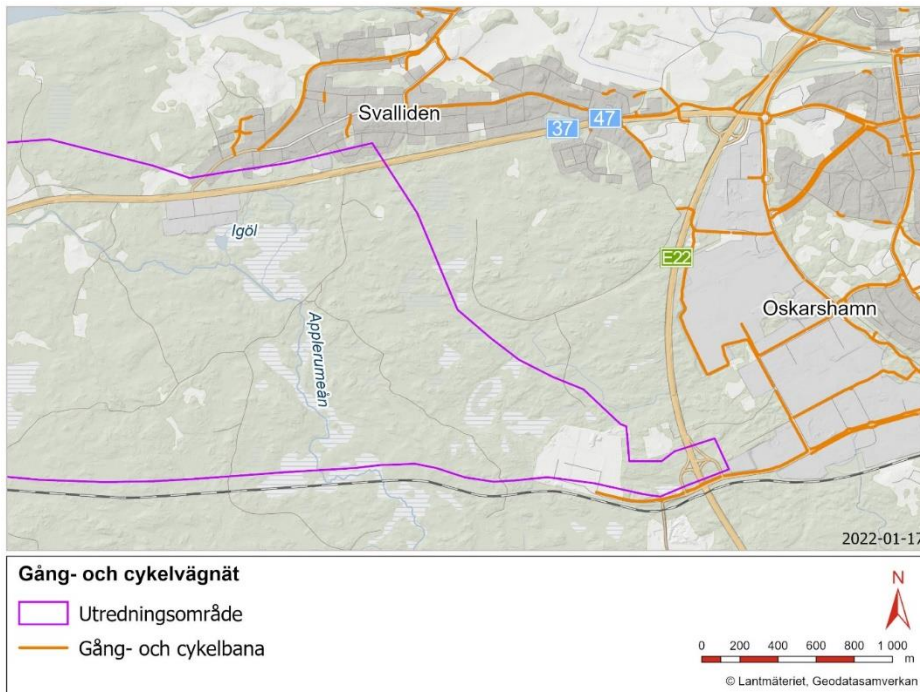 Svalliden
37
47
Igöl
E22
Oskarshamn
Applerumeån
2022-01-17
Gång- och cykelvägnät
Utredningsområde
Gång- och cykelbana
N
0 200 400 600 800 1 000
m
© Lantmäteriet, Geodatasamverkan